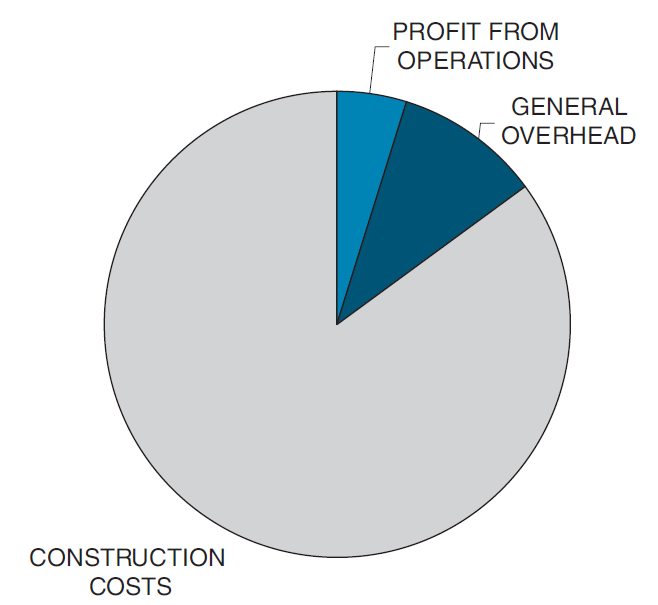 PROFIT FROM
OPERATIONS
GENERAL
OVERHEAD
CONSTRUCTION
COSTS